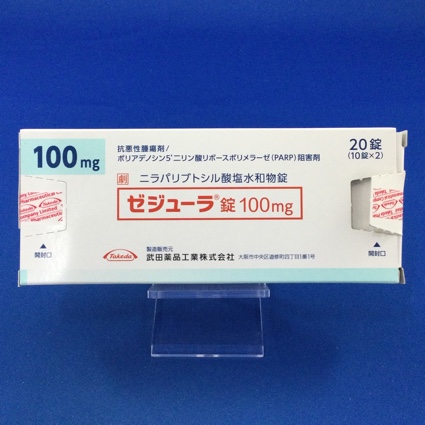 100mg
抗悪性腫瘍剤/
ポリアデノシン5'二リン酸リボースポリメラーゼ(PARP)阻害剤
20錠
(10錠×2)
劇 ニラパリブトシル酸塩水和物錠
ゼジューラ®錠100mg
▲
開封口
Takeda
製造販売元
武田薬品工業株式会社 大阪市中央区道修町四丁目1番1号
▲
開封口